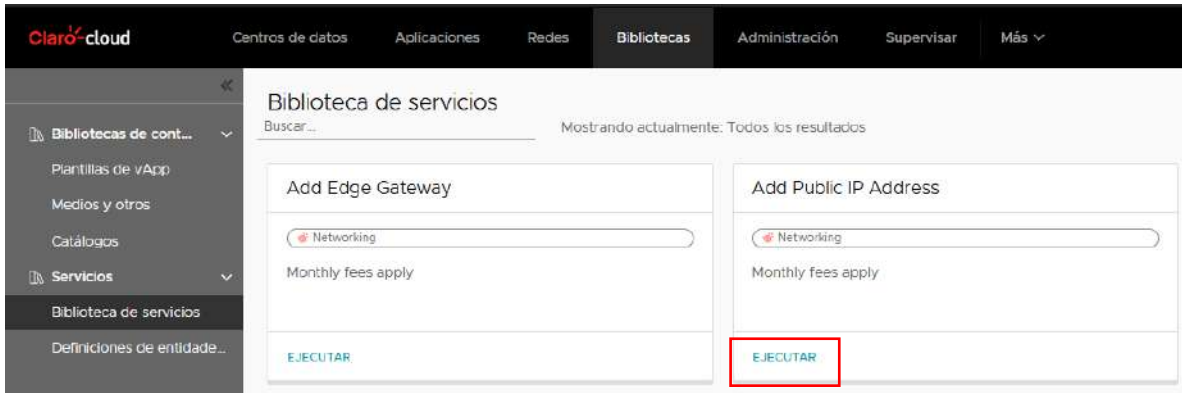 Claro-cloud
Centros de datos Aplicaciones Redes Bibliotecas Administración Supervisar Más
Bibliotecas de cont...
Plantillas de vApp
Medios y otros
Catálogos
Servicios
Biblioteca de servicios
Definiciones de entidade...
Biblioteca de servicios
Buscar... Mostrando actualmente: Todos los resultados
Add Edge Gateway
Networking
Monthly fees apply
EJECUTAR
Add Public IP Address
Networking
Monthly fees apply
EJECUTAR